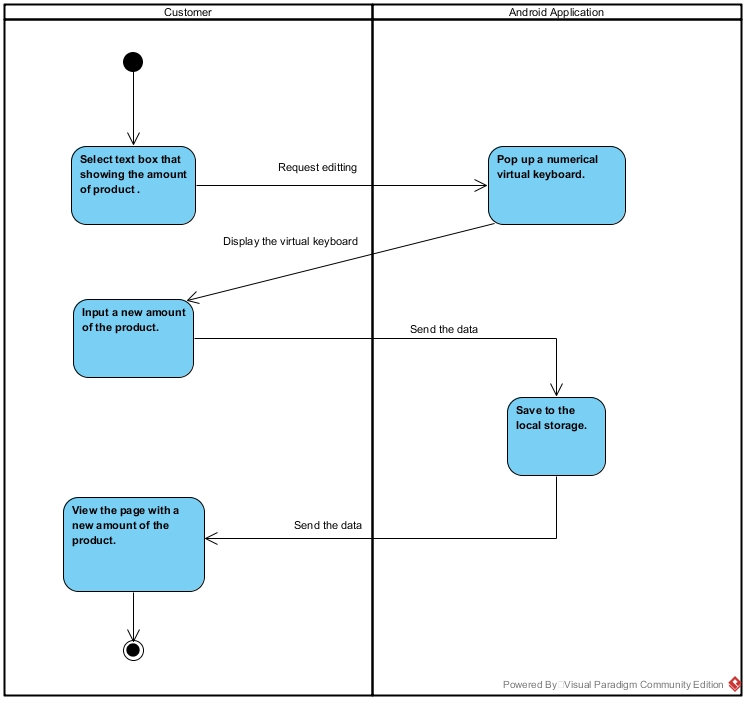 Customer
Android Application
Select text box that
showing the amount
of product .
Request editting
Pop up a numerical
virtual keyboard.
Display the virtual keyboard
Input a new amount
of the product.
Send the data
Save to the
local storage.
View the page with a
new amount of the
product.
Send the data
Powered By Visual Paradigm Community Edition